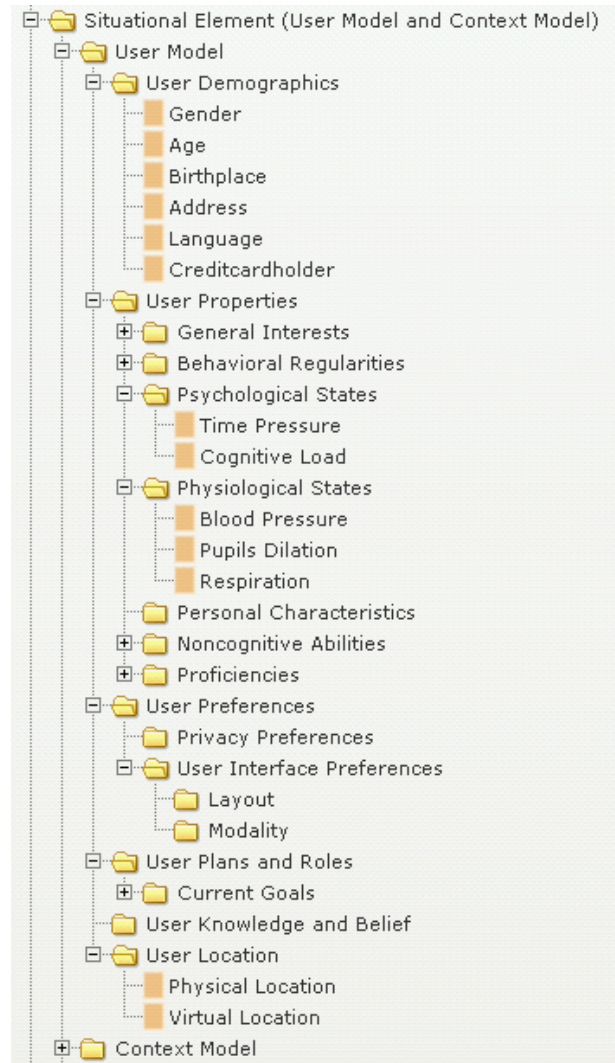 Situational Element (User Model and Context Model)
User Model
User Demographics
Gender
Age
Birthplace
Address
Language
Creditcardholder
User Properties
General Interests
Behavioral Regularities
Psychological States
Time Pressure
Cognitive Load
Physiological States
Blood Pressure
Pupils Dilation
Respiration
Personal Characteristics
Noncognitive Abilities
Proficiencies
User Preferences
Privacy Preferences
User Interface Preferences
Layout
Modality
User Plans and Roles
Current Goals
User Knowledge and Belief
User Location
Physical Location
Virtual Location
Context Model